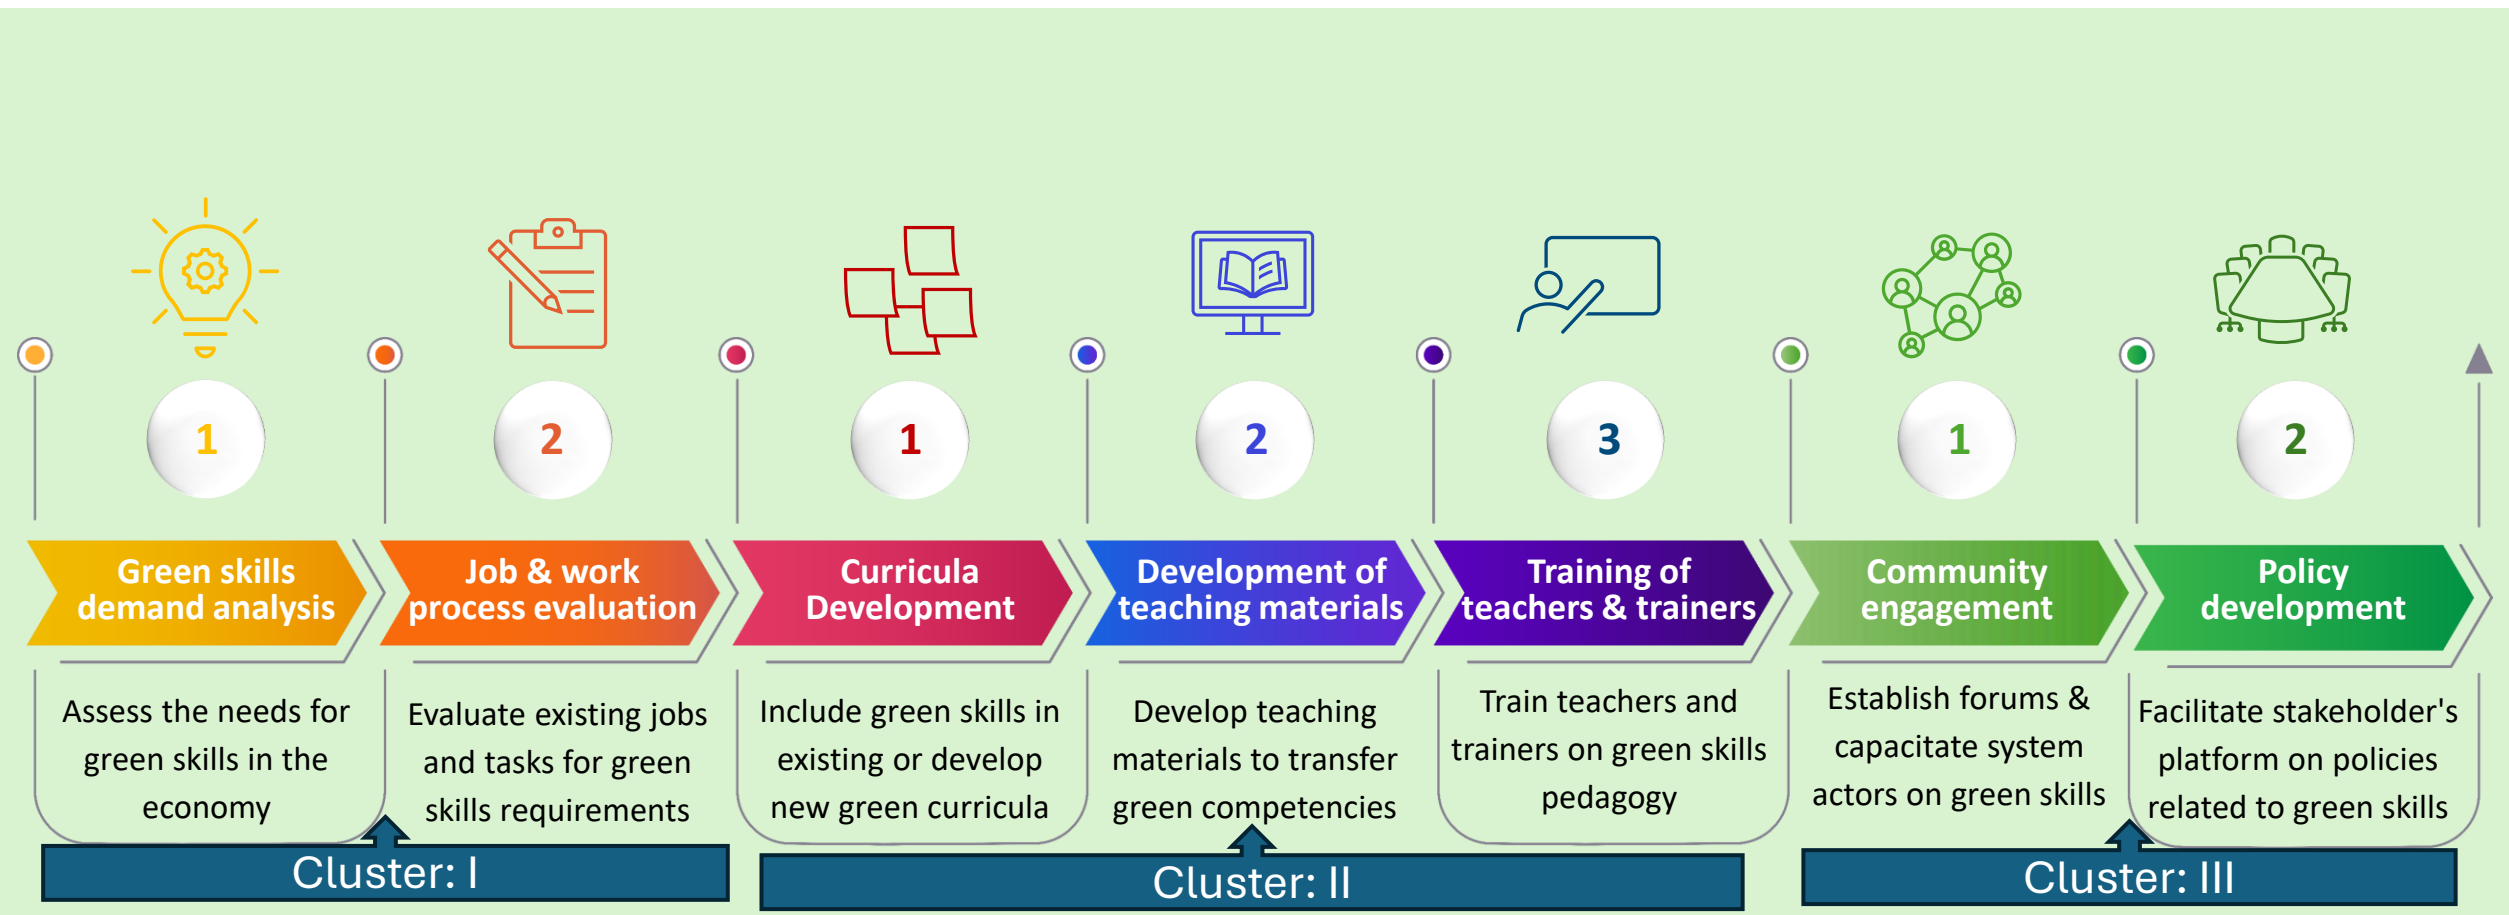 1
2
1
2
3
1
2
Green skills
demand analysis
Job & work
process evaluation
Curricula
Development
Development of
teaching materials
Training of
teachers & trainers
Community
engagement
Policy
development
Assess the needs for
green skills in the
economy
Evaluate existing jobs
and tasks for green
skills requirements
Include green skills in
existing or develop
new green curricula
Develop teaching
materials to transfer
green competencies
Train teachers and
trainers on green skills
pedagogy
Establish forums &
capacitate system
actors on green skills
Facilitate stakeholder's
platform on policies
related to green skills
Cluster: I
Cluster: II
Cluster: III